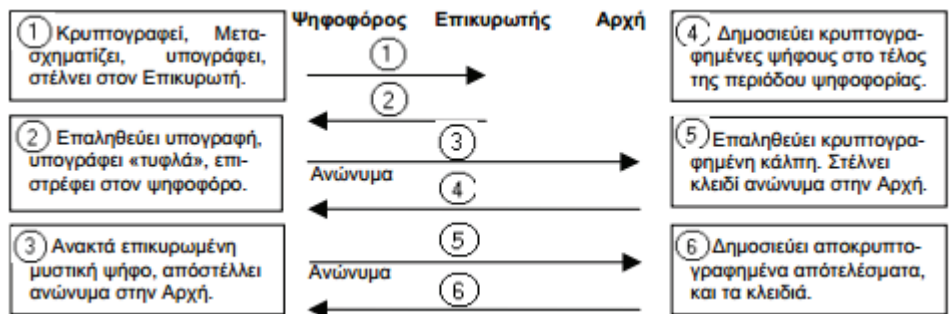 ① Κρυπτογραφεί, Μετα-
σχηματίζει, υπογράφει,
στέλνει στον Επικυρωτή.
② Επαληθεύει υπογραφή,
υπογράφει «τυφλά», επι-
στρέφει στον ψηφοφόρο.
③ Ανακτά επικυρωμένη
μυστική ψήφο, απόστέλλει
ανώνυμα στην Αρχή.
Ψηφοφόρος Επικυρωτής Αρχή
①
②
③
Ανώνυμα
④
⑤
Ανώνυμα
⑥
④ Δημοσιεύει κρυπτογρα-
φημένες ψήφους στο τέλος
της περιόδου ψηφοφορίας.
⑤ Επαληθεύει κρυπτογρα-
φημένη κάλπη. Στέλνει
κλειδί ανώνυμα στην Αρχή.
⑥ Δημοσιεύει αποκρυπτο-
γραφημένα απότελέσματα,
και τα κλειδιά.